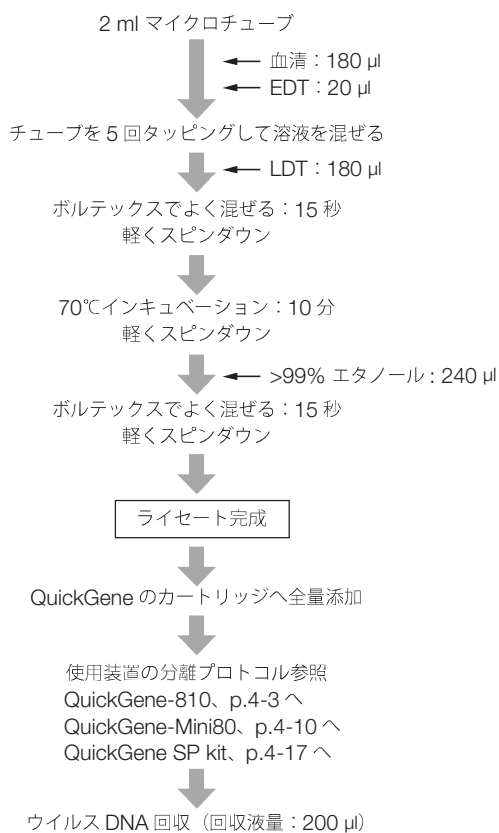 2 ml マイクロチューブ
血清：180 μl
EDT：20 μl
チューブを 5 回タッピングして溶液を混ぜる
LDT：180 μl
ボルテックスでよく混ぜる：15 秒
軽くスピンダウン
70℃インキュベーション：10 分
軽くスピンダウン
>99% エタノール : 240 μl
ボルテックスでよく混ぜる：15 秒
軽くスピンダウン
ライセート完成
QuickGene のカートリッジへ全量添加
使用装置の分離プロトコル参照
QuickGene-810、p.4-3 へ
QuickGene-Mini80、p.4-10 へ
QuickGene SP kit、p.4-17 へ
ウイルス DNA 回収（回収液量：200 μl）